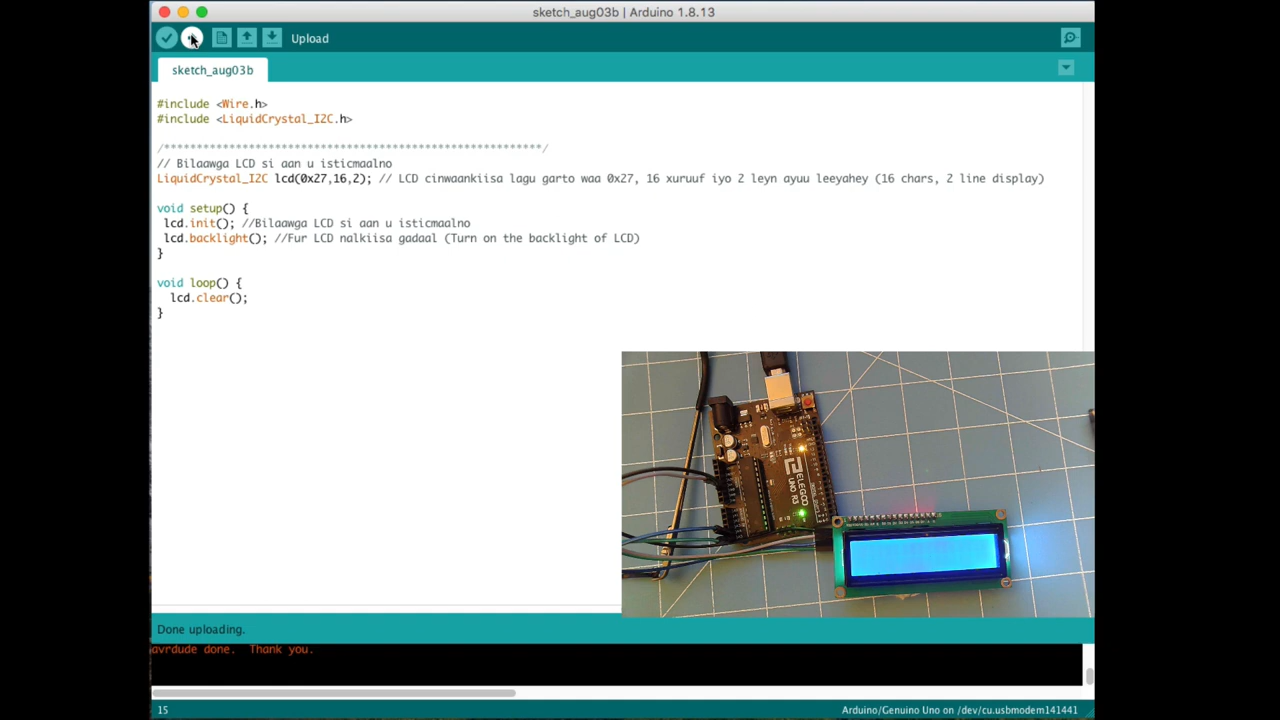 sketch_aug03b | Arduino 1.8.13
Upload
sketch_aug03b
#include <Wire.h>
#include <LiquidCrystal_I2C.h>
/*********************************************************/
// Bilaawga LCD si aan u isticmaalno
LiquidCrystal_I2C lcd(0x27,16,2); // LCD cinwaankiisa lagu garto waa 0x27, 16 xuruuf iyo 2 leyn ayuu leeyahey (16 chars, 2 line display)
void setup() {
lcd.init(); //Bilaawga LCD si aan u isticmaalno
lcd.backlight(); //Fur LCD nalkiisa gadaal (Turn on the backlight of LCD)
}
void loop() {
lcd.clear();
}
ELEGOO
UNO R3
Done uploading.
avrdude done.  Thank you.
15
Arduino/Genuino Uno on /dev/cu.usbmodem141441